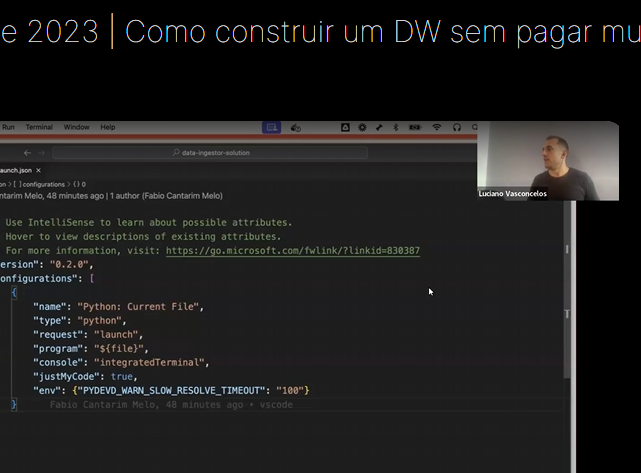 e 2023 | Como construir um DW sem pagar mu
Run Terminal Window Help
data-ingestor-solution
aunch.json ×
on > [ ]configurations > {} 0
ntarim Melo, 48 minutes ago | 1 author (Fabio Cantarim Melo)
Luciano Vasconcelos
Use IntelliSense to learn about possible attributes.
Hover to view descriptions of existing attributes.
For more information, visit: https://go.microsoft.com/fwlink/?linkid=830387
ersion": "0.2.0",
onfigurations": [
{
"name": "Python: Current File",
"type": "python",
"request": "launch",
"program": "${file}",
"console": "integratedTerminal",
"justMyCode": true,
"env": {"PYDEVD_WARN_SLOW_RESOLVE_TIMEOUT": "100"}
} Fabio Cantarim Melo, 48 minutes ago • vscode